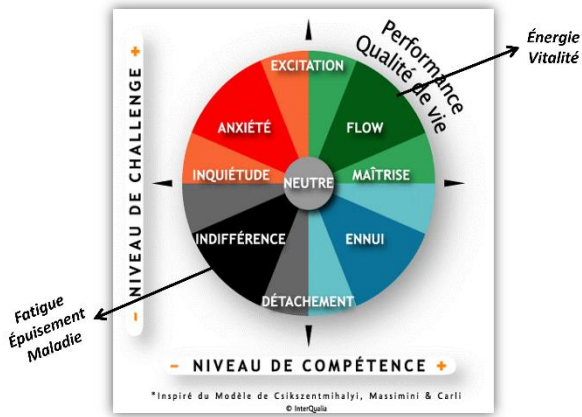 Énergie
Vitalité
Performance
Qualité de vie
EXCITATION
ANXIÉTÉ
FLOW
INQUIÉTUDE
NEUTRE
MAÎTRISE
INDIFFÉRENCE
ENNUI
DÉTACHEMENT
- NIVEAU DE CHALLENGE +
Fatigue
Épuisement
Maladie
- NIVEAU DE COMPÉTENCE +
*Inspiré du Modèle de Csikszentmihalyi, Massimini & Carli
© InterQualia